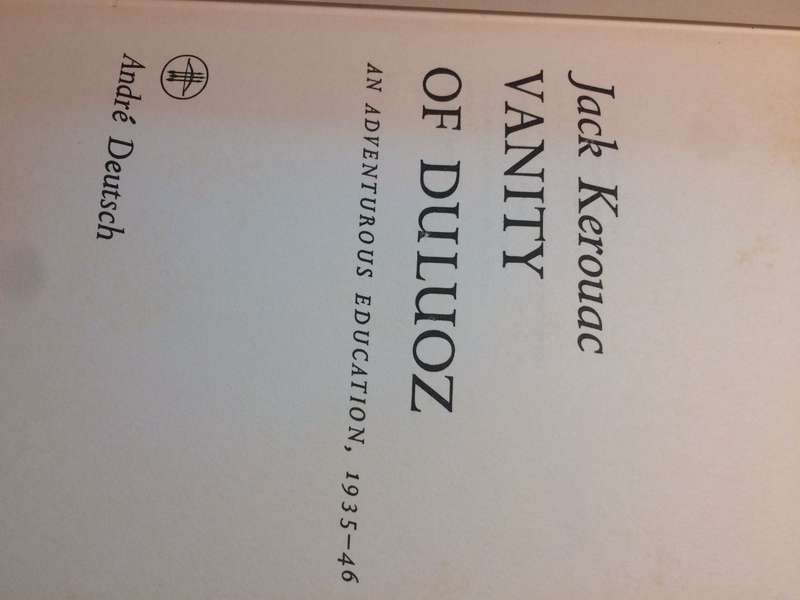 Jack Kerouac
VANITY
OF DULUOZ
AN ADVENTUROUS EDUCATION, 1935–46
André Deutsch